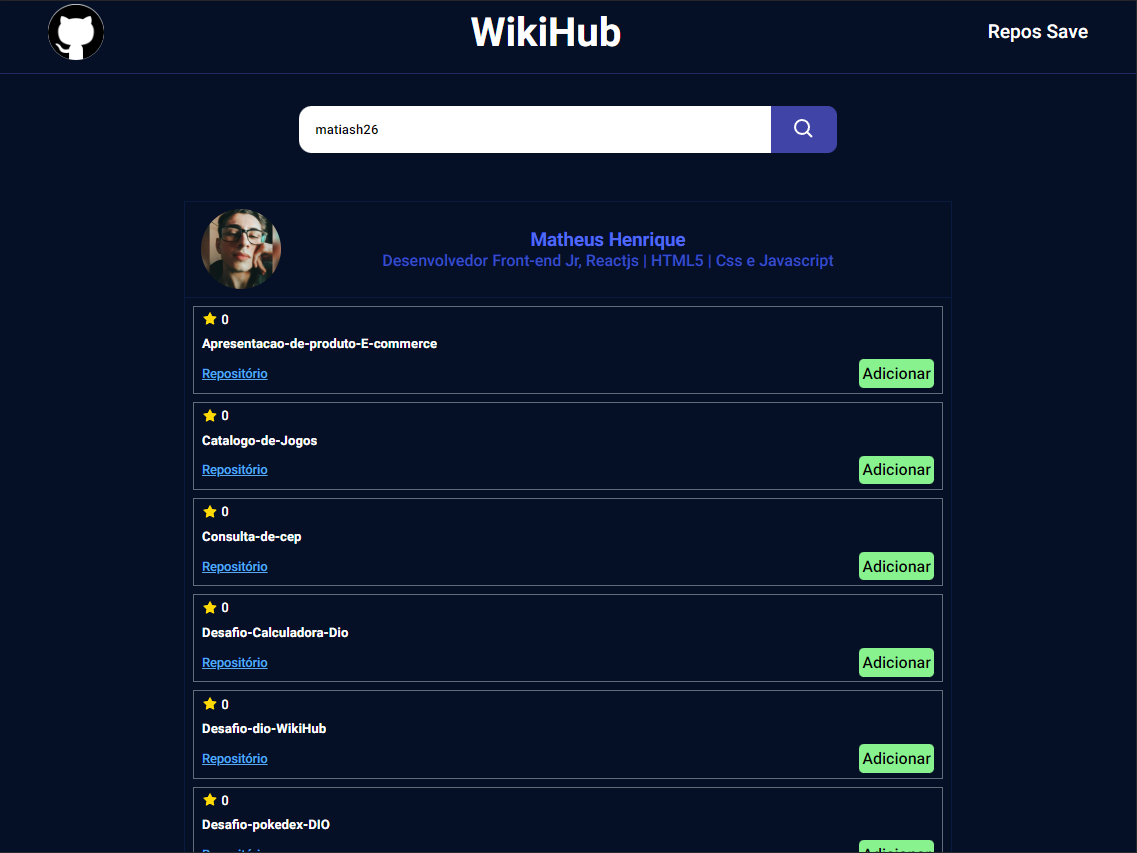 WikiHub
Repos Save
matiash26
Matheus Henrique
Desenvolvedor Front-end Jr, Reactjs | HTML5 | Css e Javascript
0
Apresentacao-de-produto-E-commerce
Repositório
Adicionar
0
Catalogo-de-Jogos
Repositório
Adicionar
0
Consulta-de-cep
Repositório
Adicionar
0
Desafio-Calculadora-Dio
Repositório
Adicionar
0
Desafio-dio-WikiHub
Repositório
Adicionar
0
Desafio-pokedex-DIO